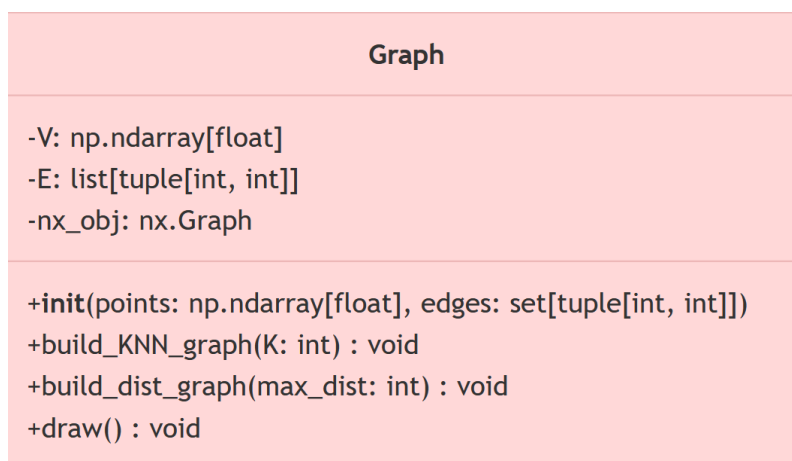 Graph
-V: np.ndarray[float]
-E: list[tuple[int, int]]
-nx_obj: nx.Graph
+init(points: np.ndarray[float], edges: set[tuple[int, int]])
+build_KNN_graph(K: int) : void
+build_dist_graph(max_dist: int) : void
+draw() : void